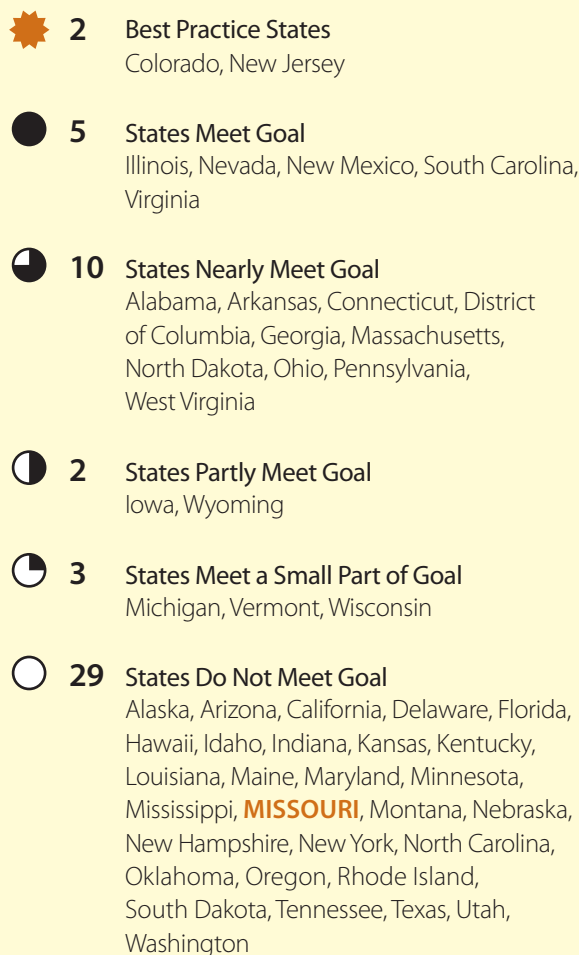 2 Best Practice States
Colorado, New Jersey
5 States Meet Goal
Illinois, Nevada, New Mexico, South Carolina,
Virginia
10 States Nearly Meet Goal
Alabama, Arkansas, Connecticut, District
of Columbia, Georgia, Massachusetts,
North Dakota, Ohio, Pennsylvania,
West Virginia
2 States Partly Meet Goal
Iowa, Wyoming
3 States Meet a Small Part of Goal
Michigan, Vermont, Wisconsin
29 States Do Not Meet Goal
Alaska, Arizona, California, Delaware, Florida,
Hawaii, Idaho, Indiana, Kansas, Kentucky,
Louisiana, Maine, Maryland, Minnesota,
Mississippi, MISSOURI, Montana, Nebraska,
New Hampshire, New York, North Carolina,
Oklahoma, Oregon, Rhode Island,
South Dakota, Tennessee, Texas, Utah,
Washington